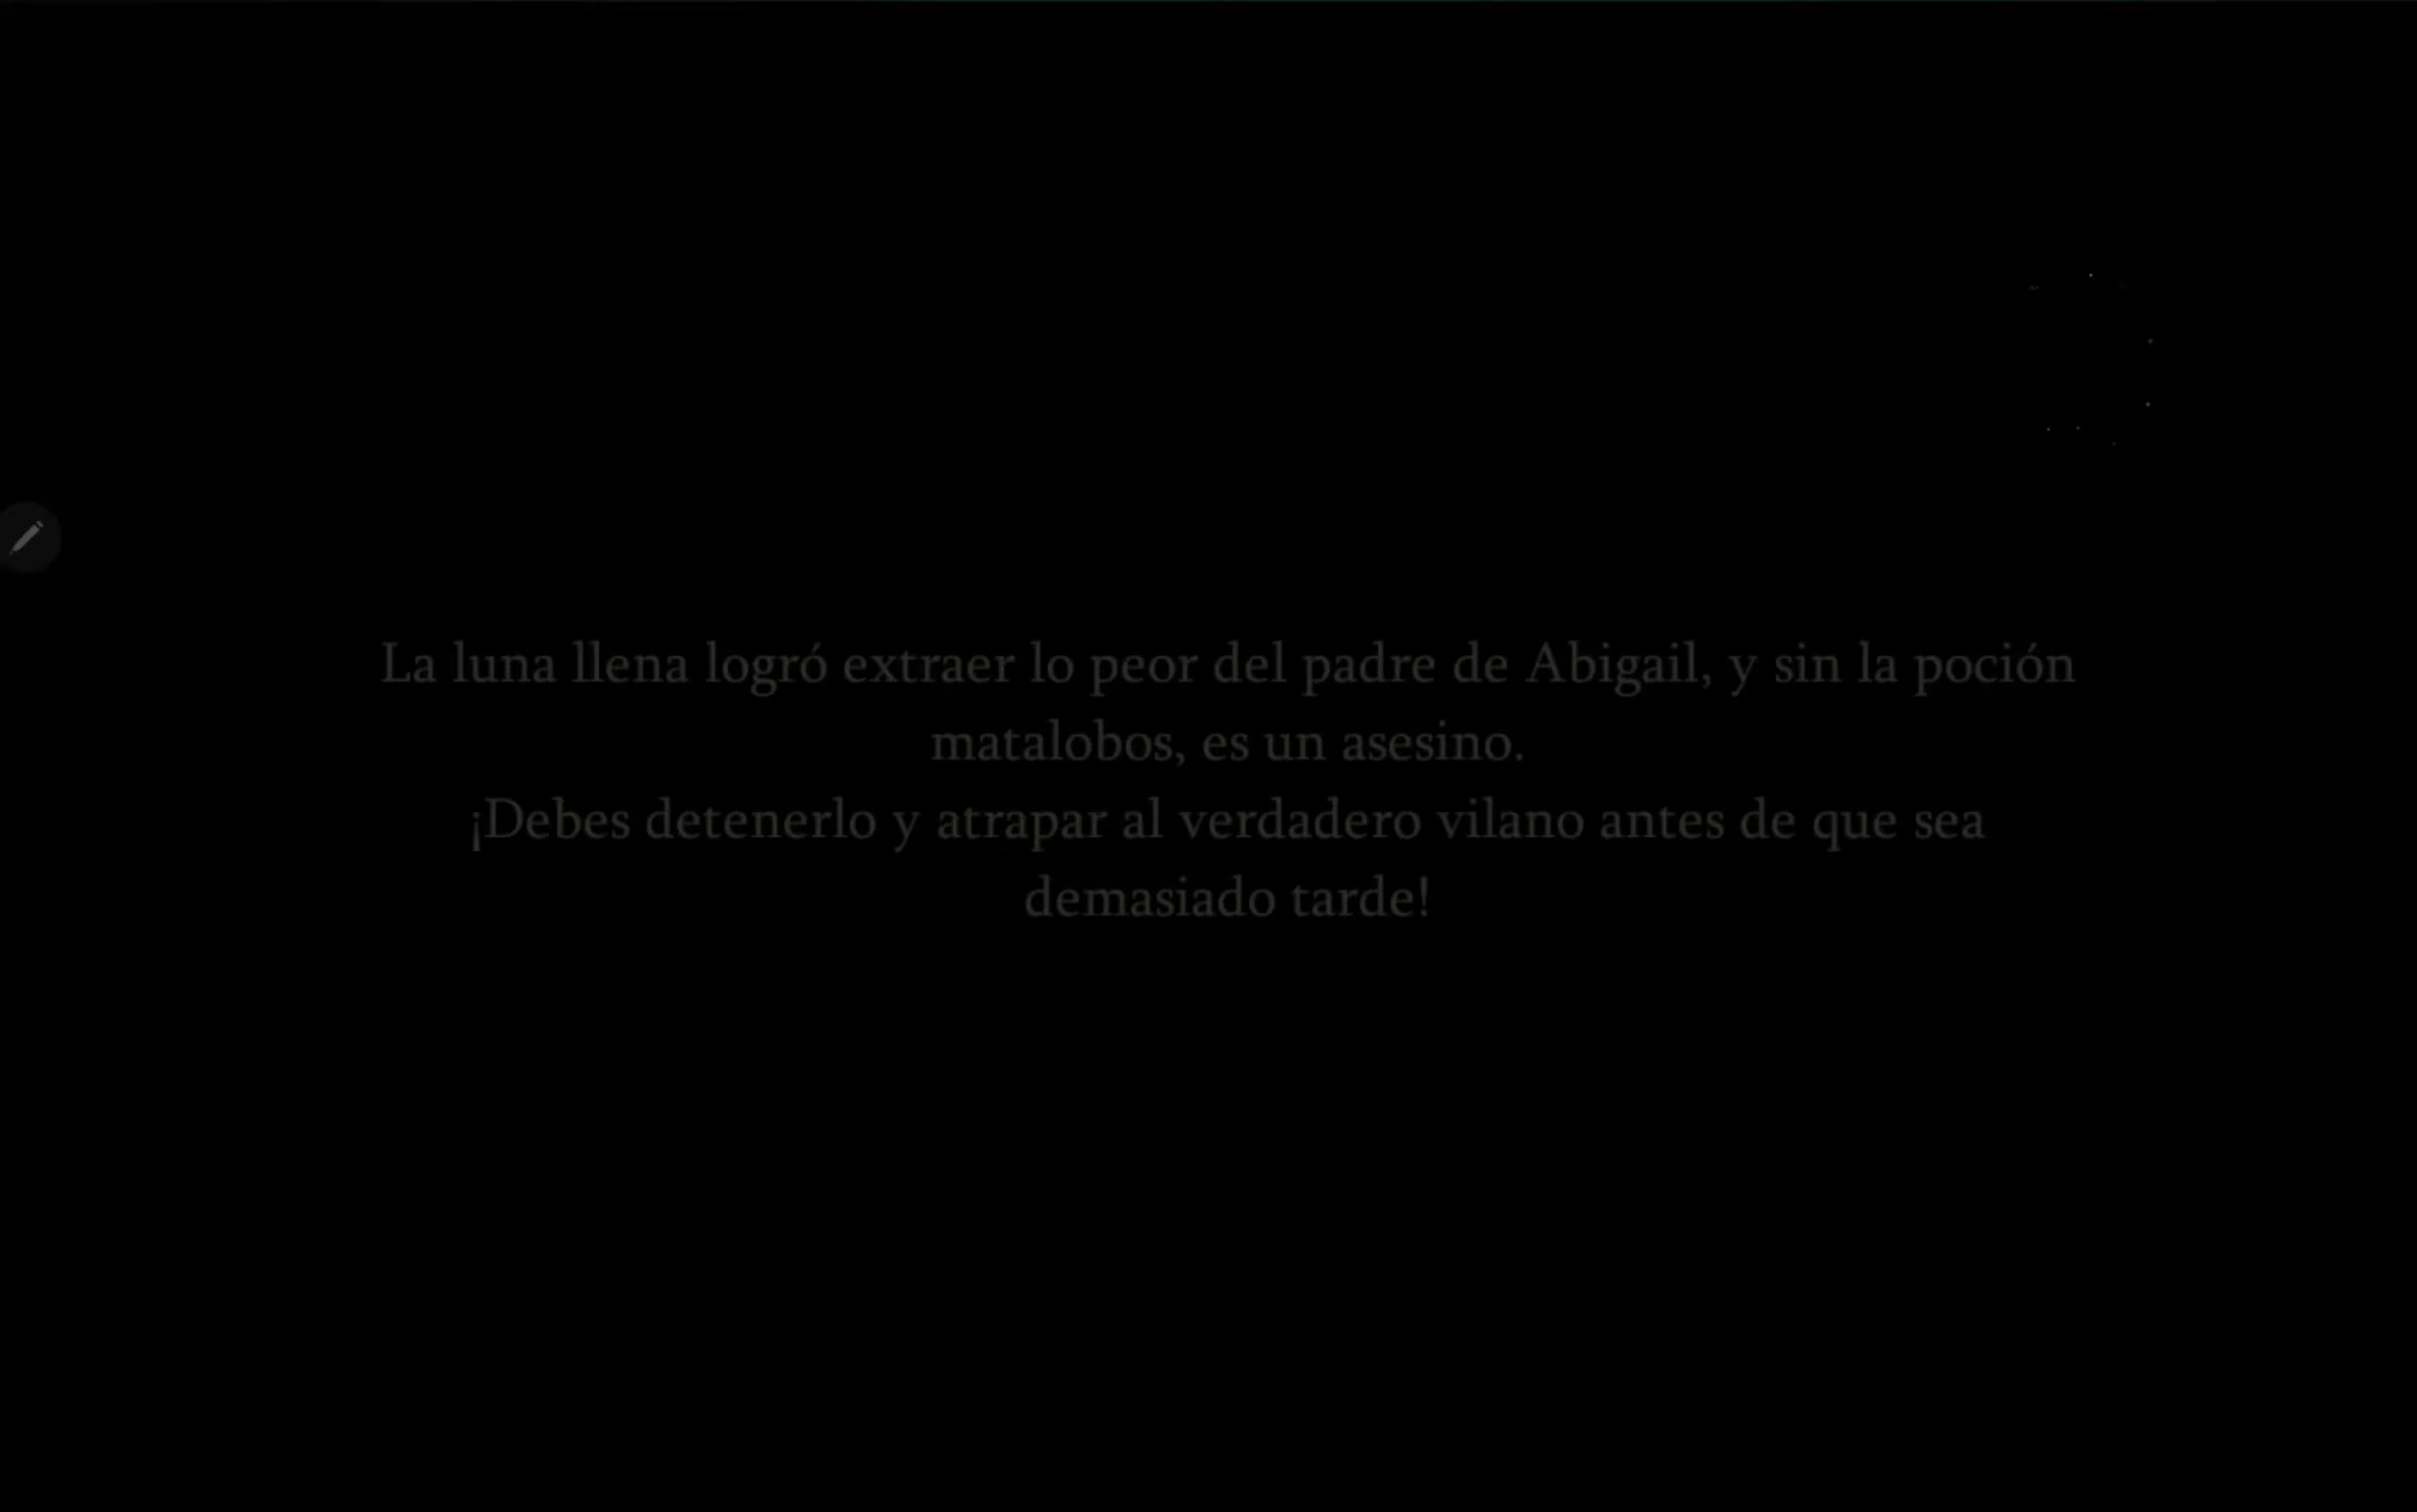 La luna llena logró extraer lo peor del padre de Abigail, y sin la poción
matalobos, es un asesino.
¡Debes detenerlo y atrapar al verdadero vilano antes de que sea
demasiado tarde!